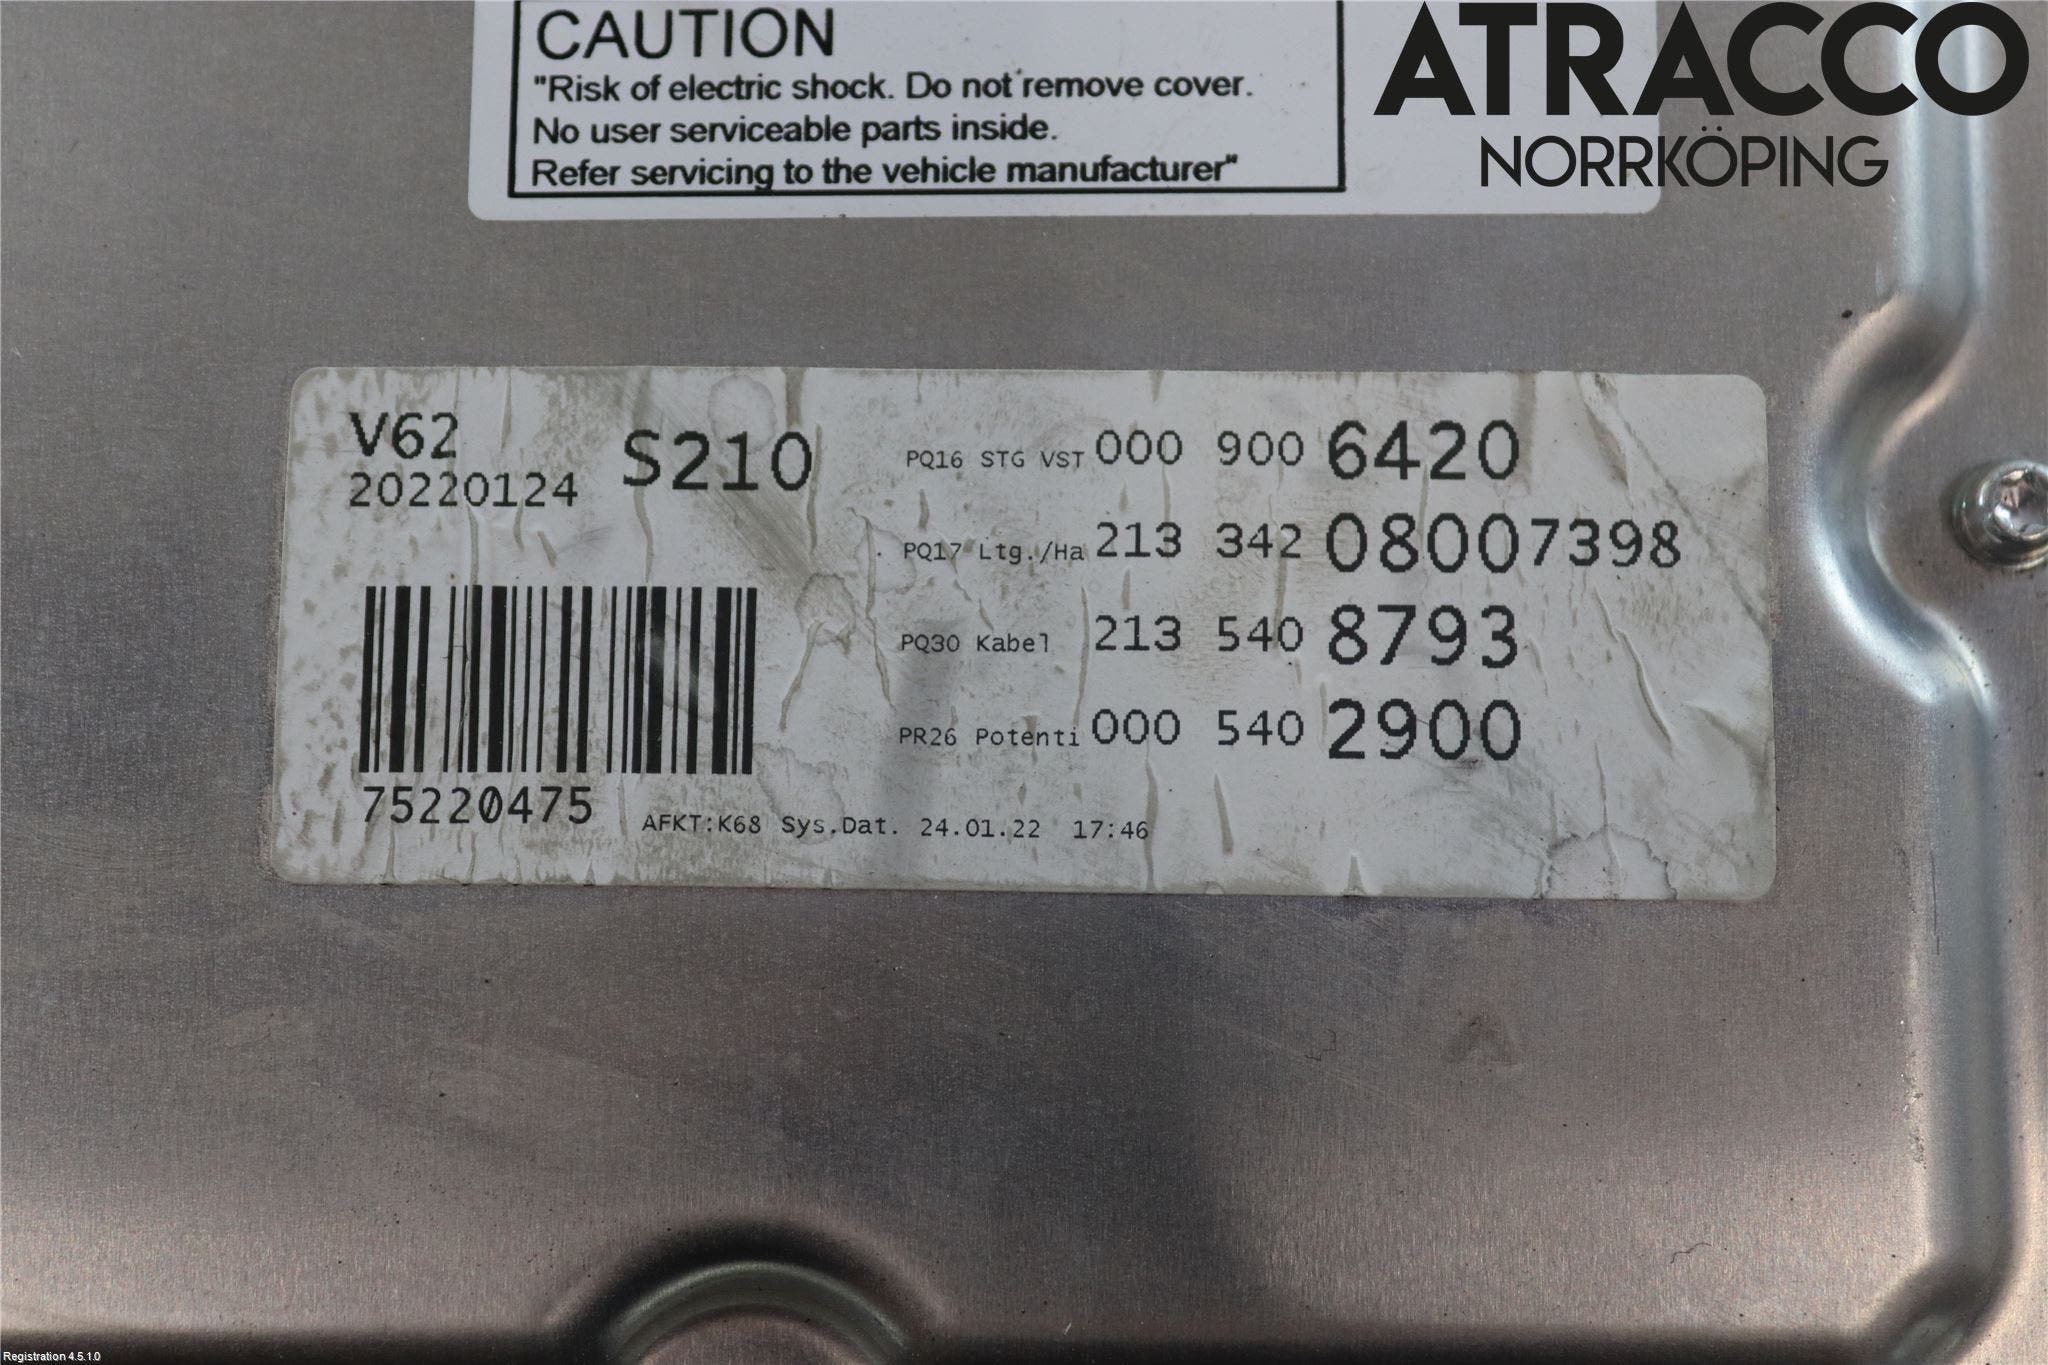 CAUTION
"Risk of electric shock. Do not remove cover.
No user serviceable parts inside.
Refer servicing to the vehicle manufacturer"
ATRACCO
NORRKÖPING
V62
20220124
S210
PQ16 STG VST 000 900 6420
PQ17 Ltg./Ha 213 342 08007398
PQ30 Kabel 213 540 8793
PR26 Potenti 000 540 2900
75220475
AFKT:K68 Sys.Dat. 24.01.22 17:46
Registration 4.5.1.0